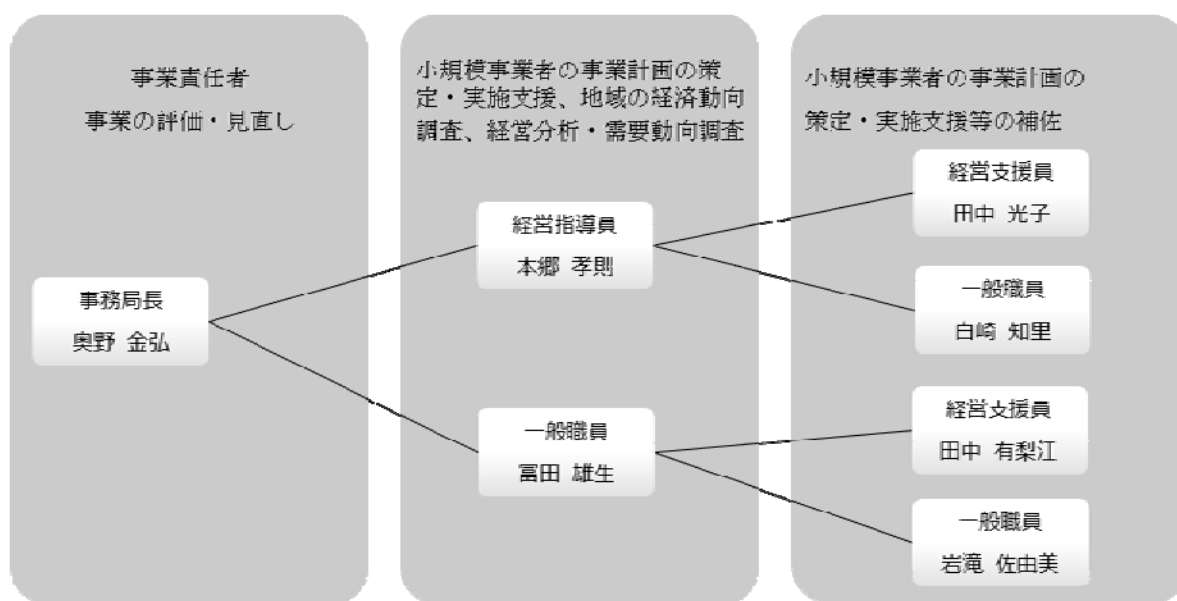 事業責任者
事業の評価・見直し
事務局長
奥野 金弘
小規模事業者の事業計画の策
定・実施支援、地域の経済動向
調査、経営分析・需要動向調査
経営指導員
本郷 孝則
一般職員
冨田 雄生
小規模事業者の事業計画の
策定・実施支援等の補佐
経営支援員
田中 光子
一般職員
白崎 知里
経営支援員
田中 有梨江
一般職員
岩滝 佐由美